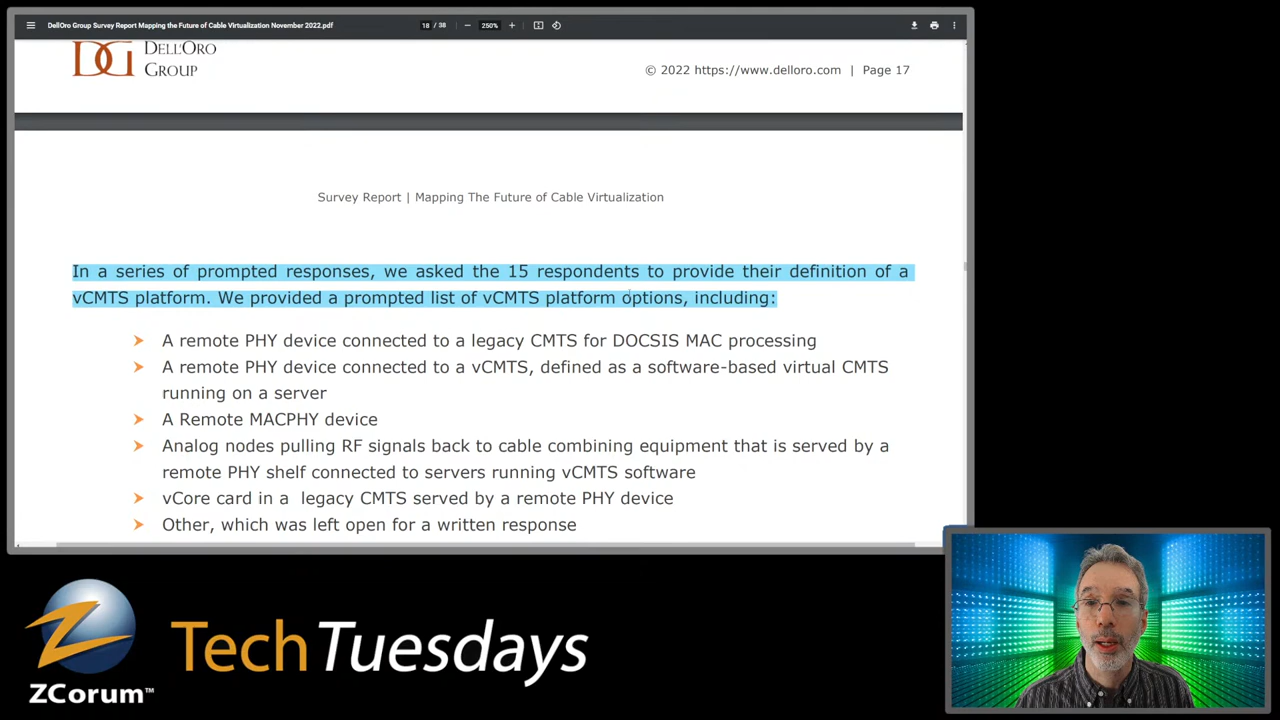 DellOro Group Survey Report Mapping the Future of Cable Virtualization November 2022.pdf
18 / 38
250%
DG DELL'ORO
GROUP
© 2022 https://www.delloro.com | Page 17
Survey Report | Mapping The Future of Cable Virtualization
In a series of prompted responses, we asked the 15 respondents to provide their definition of a
vCMTS platform. We provided a prompted list of vCMTS platform options, including:
A remote PHY device connected to a legacy CMTS for DOCSIS MAC processing
A remote PHY device connected to a vCMTS, defined as a software-based virtual CMTS
running on a server
A Remote MACPHY device
Analog nodes pulling RF signals back to cable combining equipment that is served by a
remote PHY shelf connected to servers running vCMTS software
vCore card in a legacy CMTS served by a remote PHY device
Other, which was left open for a written response
Z
ZCorum™
TechTuesdays